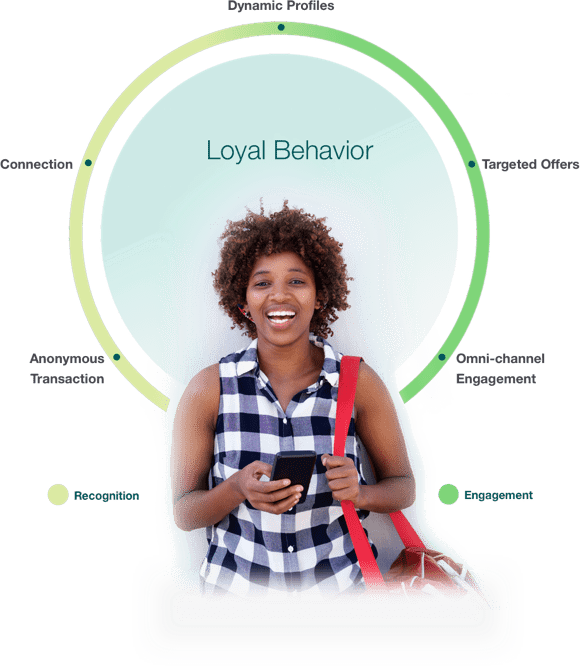 Dynamic Profiles
Loyal Behavior
Connection
Targeted Offers
Anonymous
Transaction
Omni-channel
Engagement
Recognition
Engagement